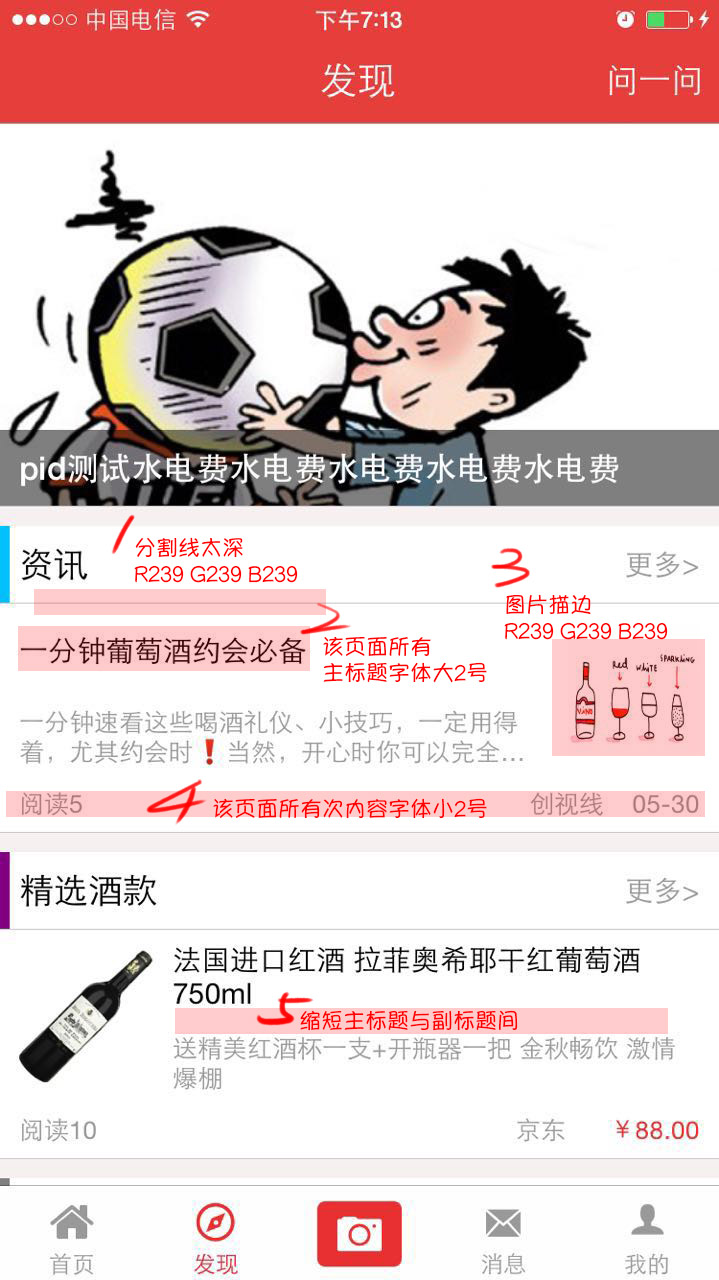 中国电信
下午7:13
发现
问一问
pid测试水电费水电费水电费水电费水电费
1
资讯
分割线太深
R239 G239 B239
3
更多>
图片描边
R239 G239 B239
2
一分钟葡萄酒约会必备
该页面所有
主标题字体大2号
Red
WHITE
SPARKLING
VINO
一分钟速看这些喝酒礼仪、小技巧，一定用得
着，尤其约会时❗当然，开心时你可以完全...
阅读5
4
该页面所有次内容字体小2号
创视线
05-30
精选酒款
更多>
法国进口红酒 拉菲奥希耶干红葡萄酒
750ml
5
缩短主标题与副标题间
送精美红酒杯一支+开瓶器一把 金秋畅饮 激情
爆棚
阅读10
京东
￥88.00
首页
发现
消息
我的